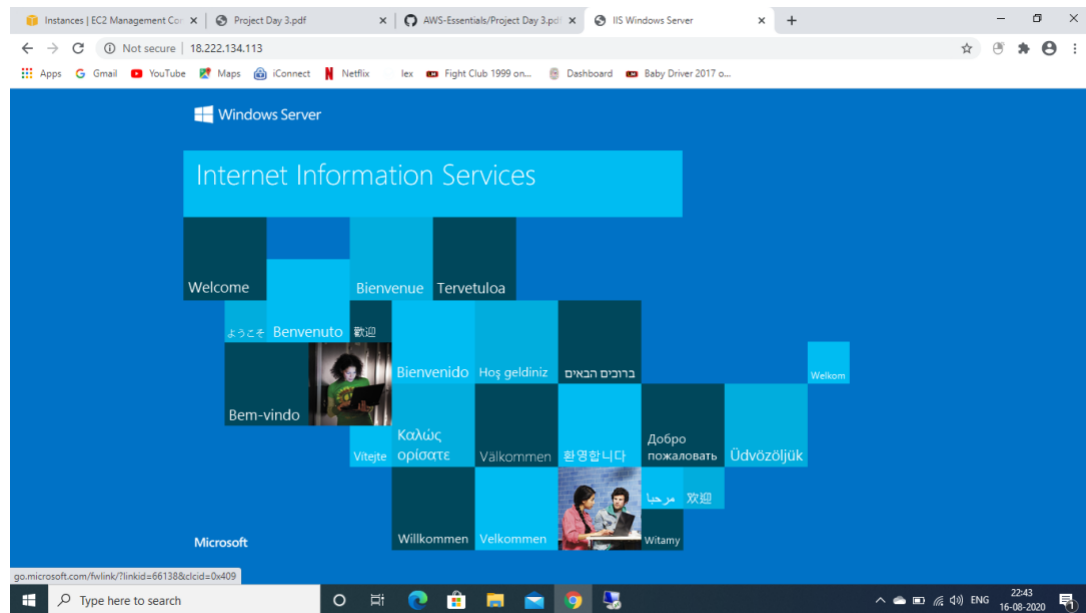 Instances | EC2 Management Co
Project Day 3.pdf
AWS-Essentials/Project Day 3.pd
IIS Windows Server
Not secure | 18.222.134.113
Apps
Gmail
YouTube
Maps
iConnect
Netflix
lex
Fight Club 1999 on...
Dashboard
Baby Driver 2017 o...
Windows Server
Internet Information Services
Welcome
Bienvenue
Tervetuloa
ようこそ
Benvenuto
歡迎
Bienvenido
Hoş geldiniz
ברוכים הבאים
Welkom
Bem-vindo
Vítejte
Καλώς
ορίσατε
Välkommen
환영합니다
Добро
пожаловать
Üdvözöljük
مرحبا
欢迎
Microsoft
Willkommen
Velkommen
Witamy
go.microsoft.com/fwlink/?linkid=66138&clcid=0x409
Type here to search
ENG
22:43
16-08-2020